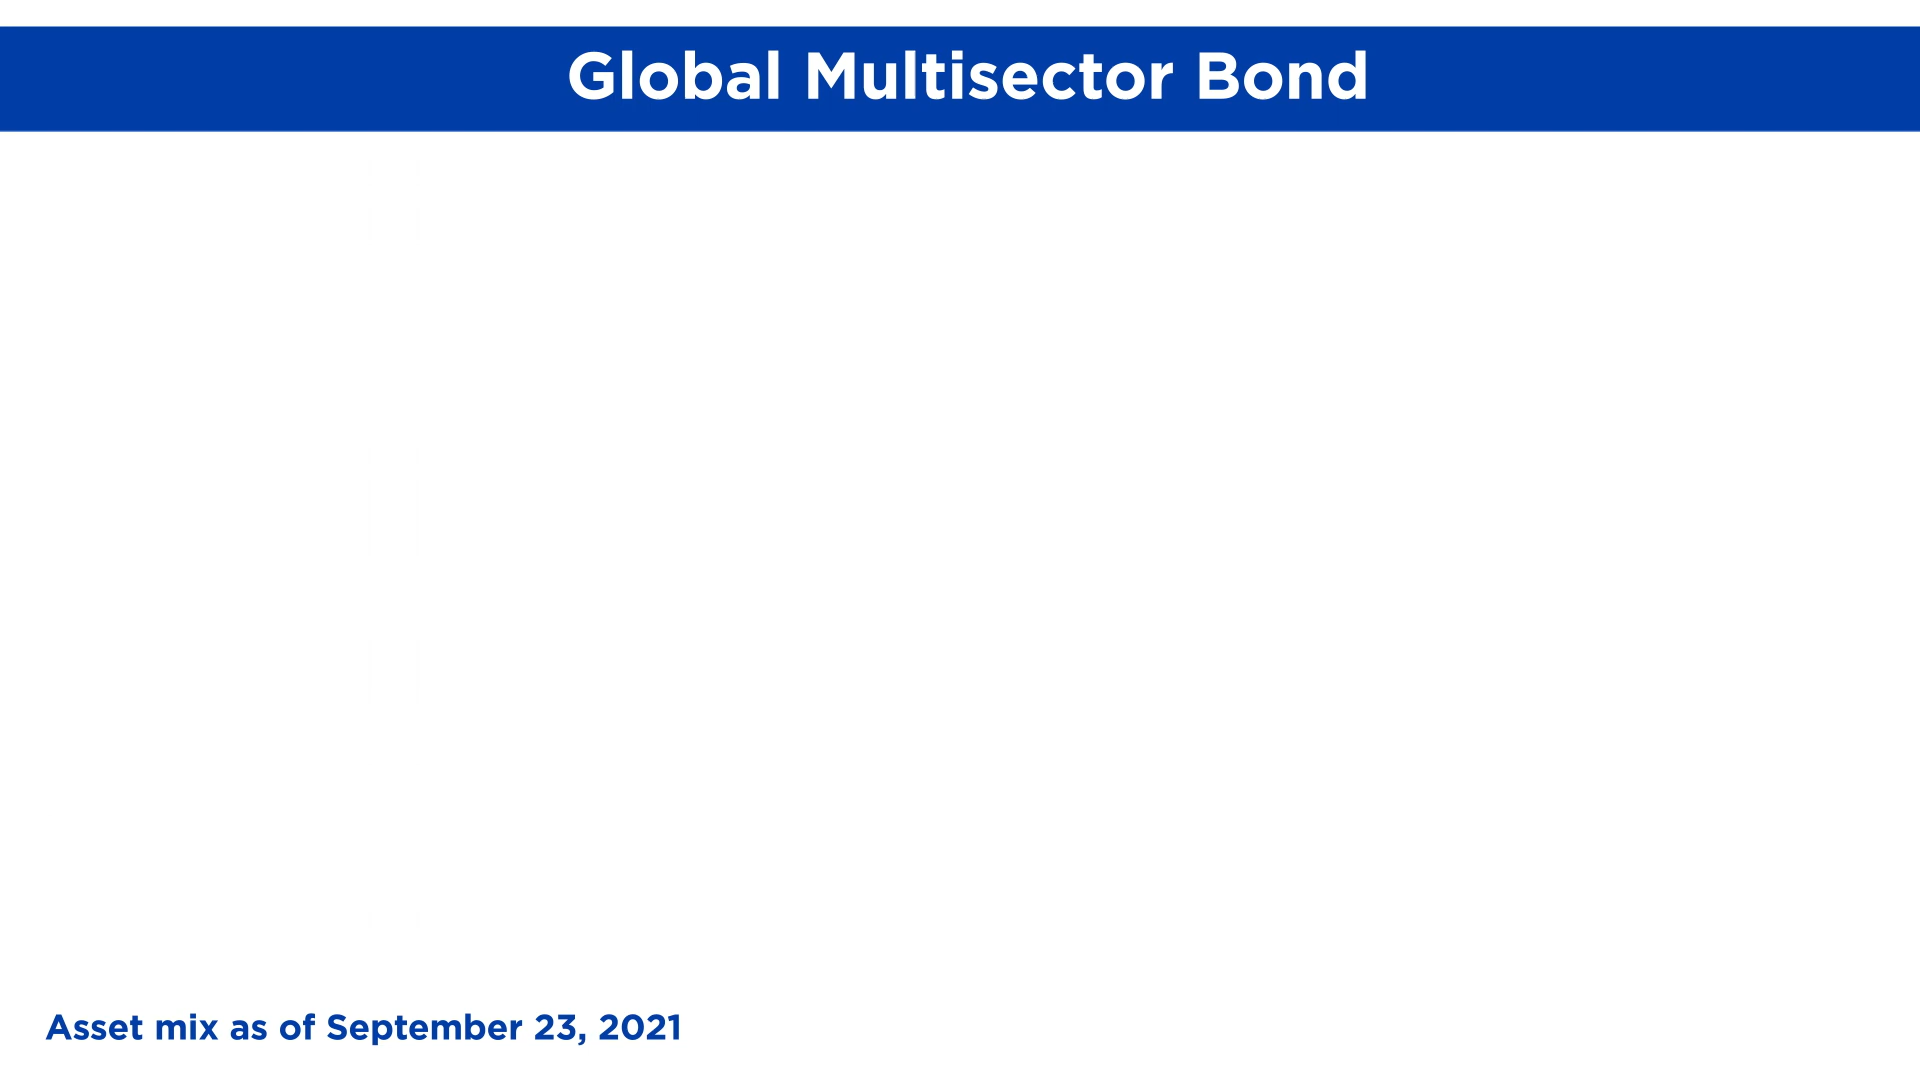 Global Multisector Bond
Asset mix as of September 23, 2021